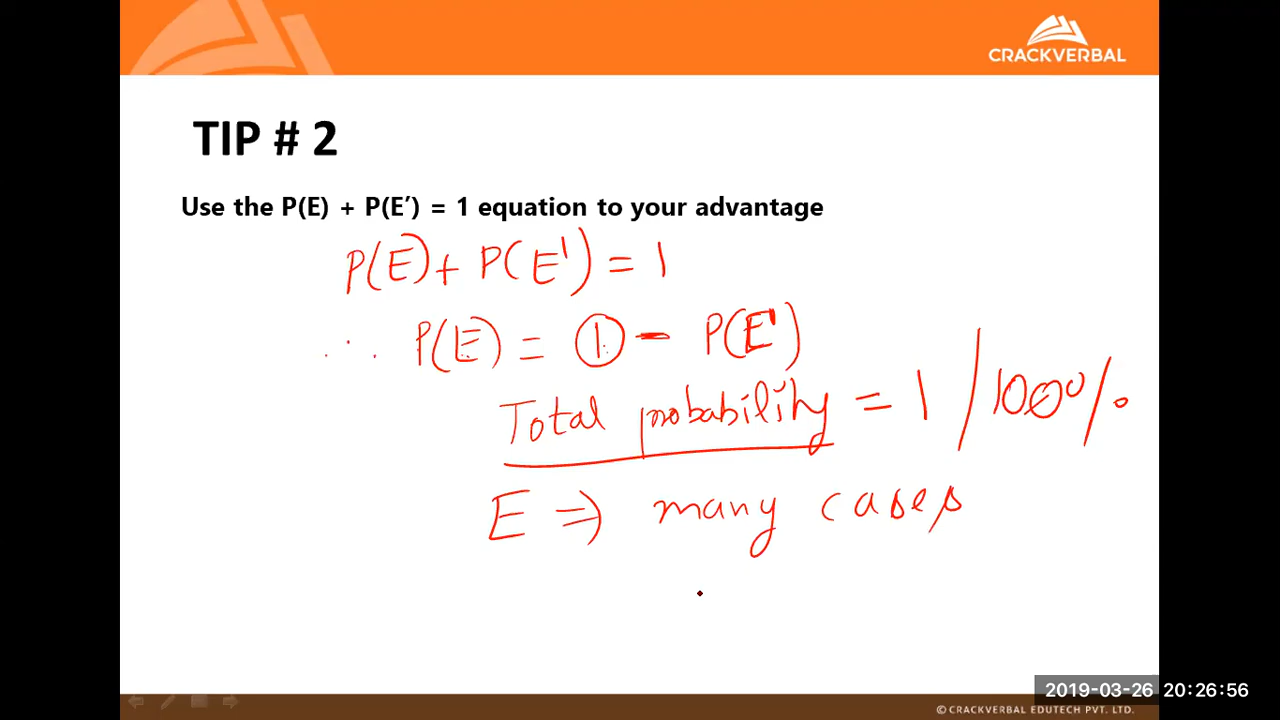 CRACKVERBAL
TIP # 2
Use the P(E) + P(E’) = 1 equation to your advantage
P(E) + P(E') = 1
∴ P(E) = 1 - P(E')
Total probability = 1 / 100%
E ⇒ many cases
2019-03-26 20:26:56
© CRACKVERBAL EDUTECH PVT. LTD.